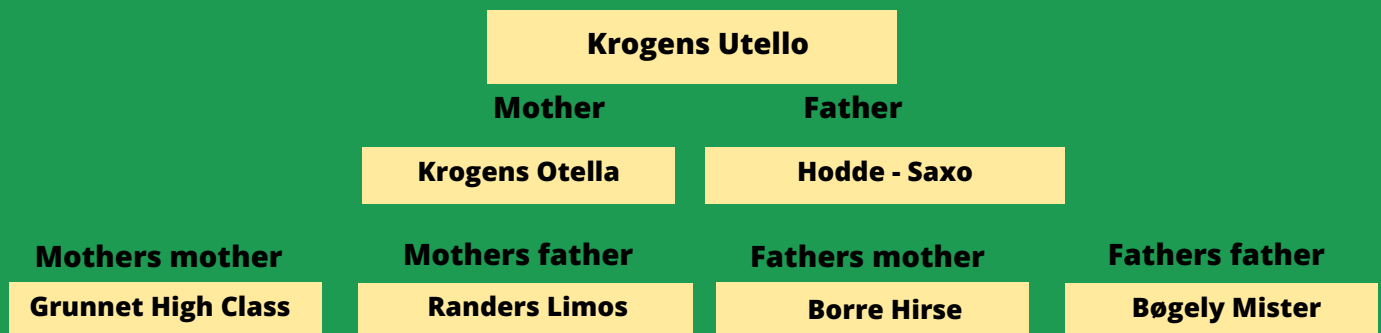 Krogens Utello
Mother Father
Krogens Otella Hodde - Saxo
Mothers mother Mothers father Fathers mother Fathers father
Grunnet High Class Randers Limos Borre Hirse Bøgely Mister